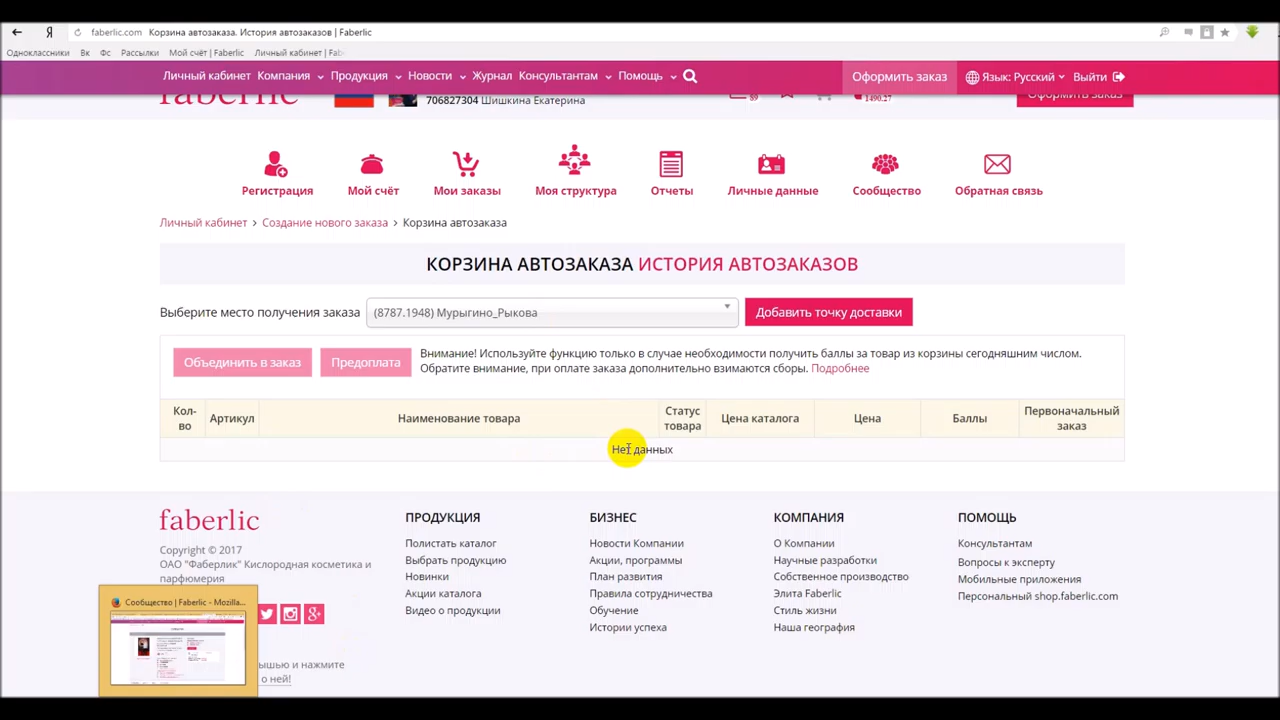 faberlic.com Корзина автозаказа. История автозаказов | Faberlic
Одноклассники Вк Фс Рассылки Мой счёт | Faberlic Личный кабинет | Fab
Личный кабинет Компания Продукция Новости Журнал Консультантам Помощь Оформить заказ Язык: Русский Выйти
faberlic 706827304 Шишкина Екатерина 89 1490.27 Оформить заказ
Регистрация Мой счёт Мои заказы Моя структура Отчеты Личные данные Сообщество Обратная связь
Личный кабинет > Создание нового заказа > Корзина автозаказа
КОРЗИНА АВТОЗАКАЗА ИСТОРИЯ АВТОЗАКАЗОВ
Выберите место получения заказа (8787.1948) Мурыгино_Рыкова Добавить точку доставки
Объединить в заказ Предоплата Внимание! Используйте функцию только в случае необходимости получить баллы за товар из корзины сегодняшним числом.
Обратите внимание, при оплате заказа дополнительно взимаются сборы. Подробнее
Кол-во Артикул Наименование товара Статус товара Цена каталога Цена Баллы Первоначальный заказ
Нет данных
faberlic ПРОДУКЦИЯ БИЗНЕС КОМПАНИЯ ПОМОЩЬ
Copyright © 2017 Полистать каталог Новости Компании О Компании Консультантам
ОАО "Фаберлик" Кислородная косметика и парфюмерия Выбрать продукцию Акции, программы Научные разработки Вопросы к эксперту
Новинки План развития Собственное производство Мобильные приложения
Акции каталога Правила сотрудничества Элита Faberlic Персональный shop.faberlic.com
Видео о продукции Обучение Стиль жизни
Истории успеха Наша география
Сообщество | Faberlic - Mozilla...
ышью и нажмите
о ней!